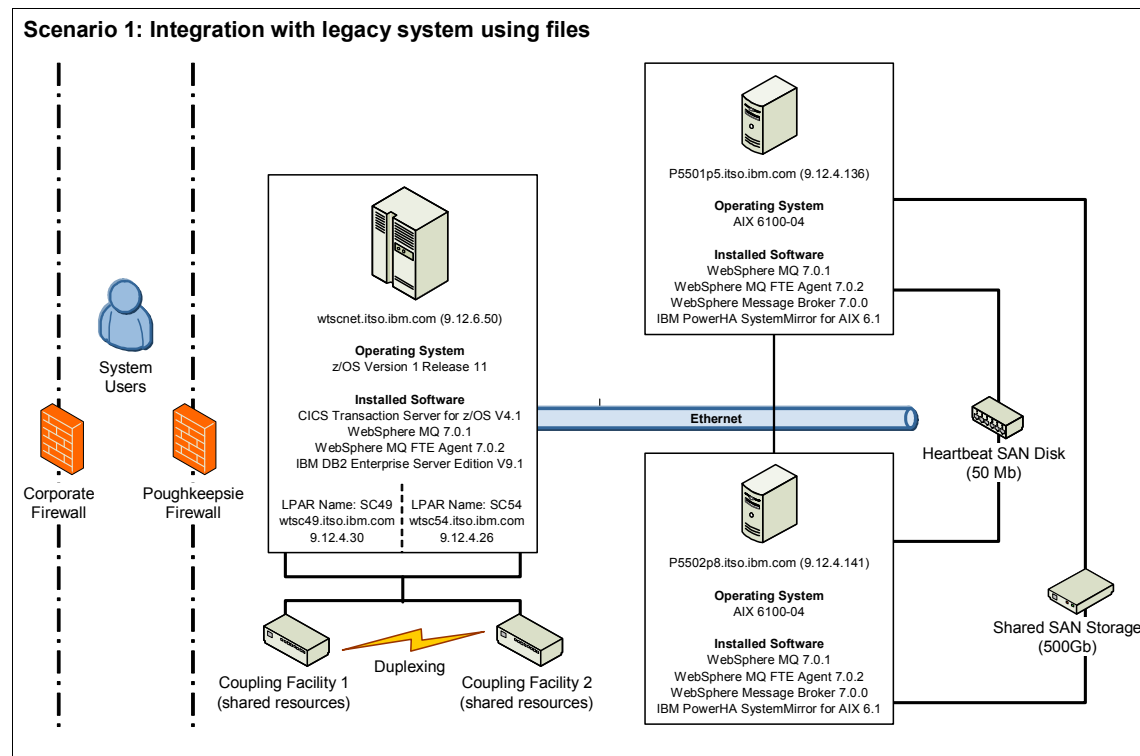 Scenario 1: Integration with legacy system using files
System
Users
Corporate
Firewall
Poughkeepsie
Firewall
wtscnet.itso.ibm.com (9.12.6.50)
Operating System
z/OS Version 1 Release 11
Installed Software
CICS Transaction Server for z/OS V4.1
WebSphere MQ 7.0.1
WebSphere MQ FTE Agent 7.0.2
IBM DB2 Enterprise Server Edition V9.1
LPAR Name: SC49
wtsc49.itso.ibm.com
9.12.4.30
LPAR Name: SC54
wtsc54.itso.ibm.com
9.12.4.26
Duplexing
Coupling Facility 1
(shared resources)
Coupling Facility 2
(shared resources)
Ethernet
P5501p5.itso.ibm.com (9.12.4.136)
Operating System
AIX 6100-04
Installed Software
WebSphere MQ 7.0.1
WebSphere MQ FTE Agent 7.0.2
WebSphere Message Broker 7.0.0
IBM PowerHA SystemMirror for AIX 6.1
P5502p8.itso.ibm.com (9.12.4.141)
Operating System
AIX 6100-04
Installed Software
WebSphere MQ 7.0.1
WebSphere MQ FTE Agent 7.0.2
WebSphere Message Broker 7.0.0
IBM PowerHA SystemMirror for AIX 6.1
Heartbeat SAN Disk
(50 Mb)
Shared SAN Storage
(500Gb)